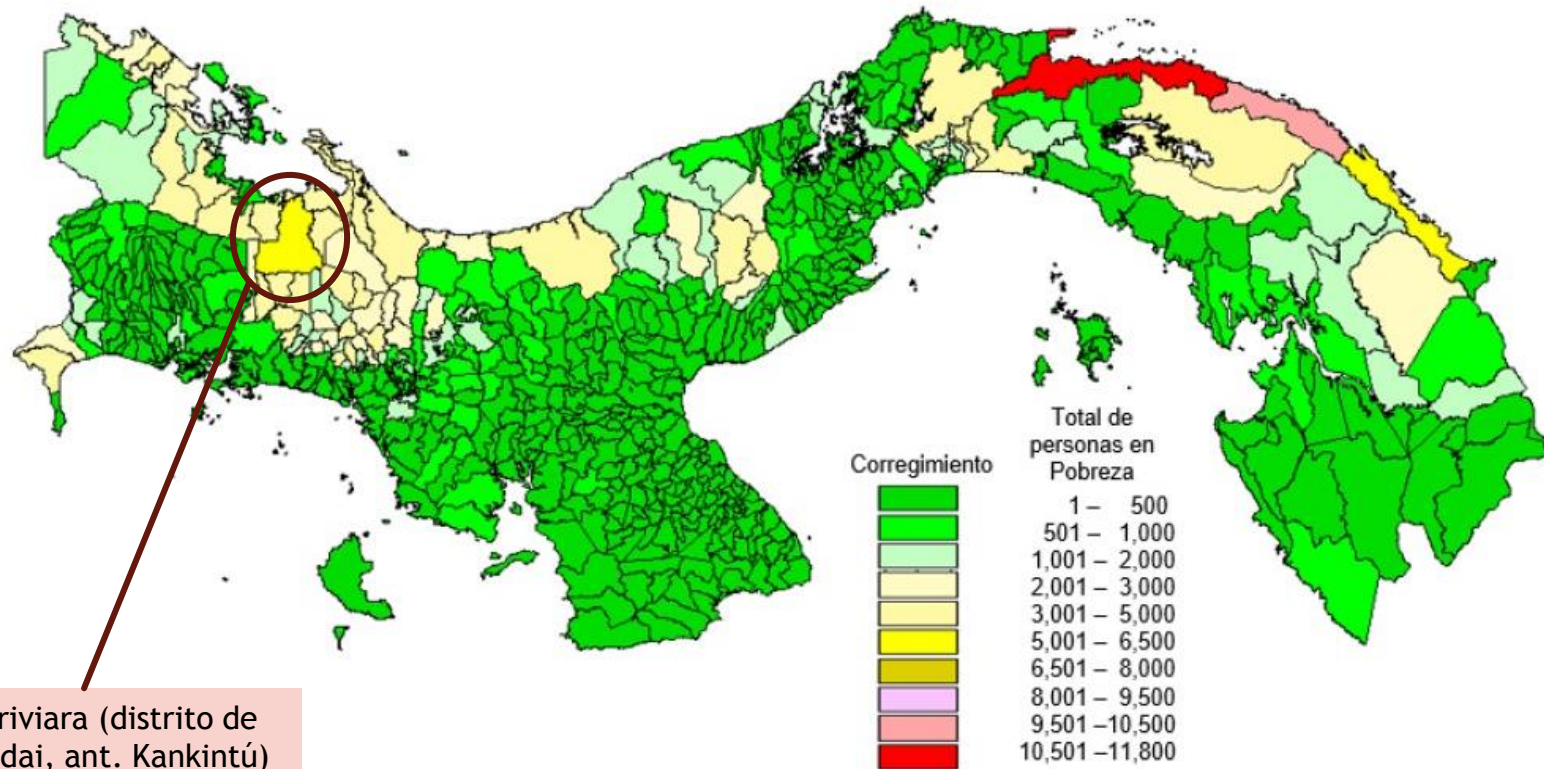 Corregimiento
Total de
personas en
Pobreza
1 – 500
501 – 1,000
1,001 – 2,000
2,001 – 3,000
3,001 – 5,000
5,001 – 6,500
6,501 – 8,000
8,001 – 9,500
9,501 –10,500
10,501 –11,800
riviara (distrito de
dai, ant. Kankintú)